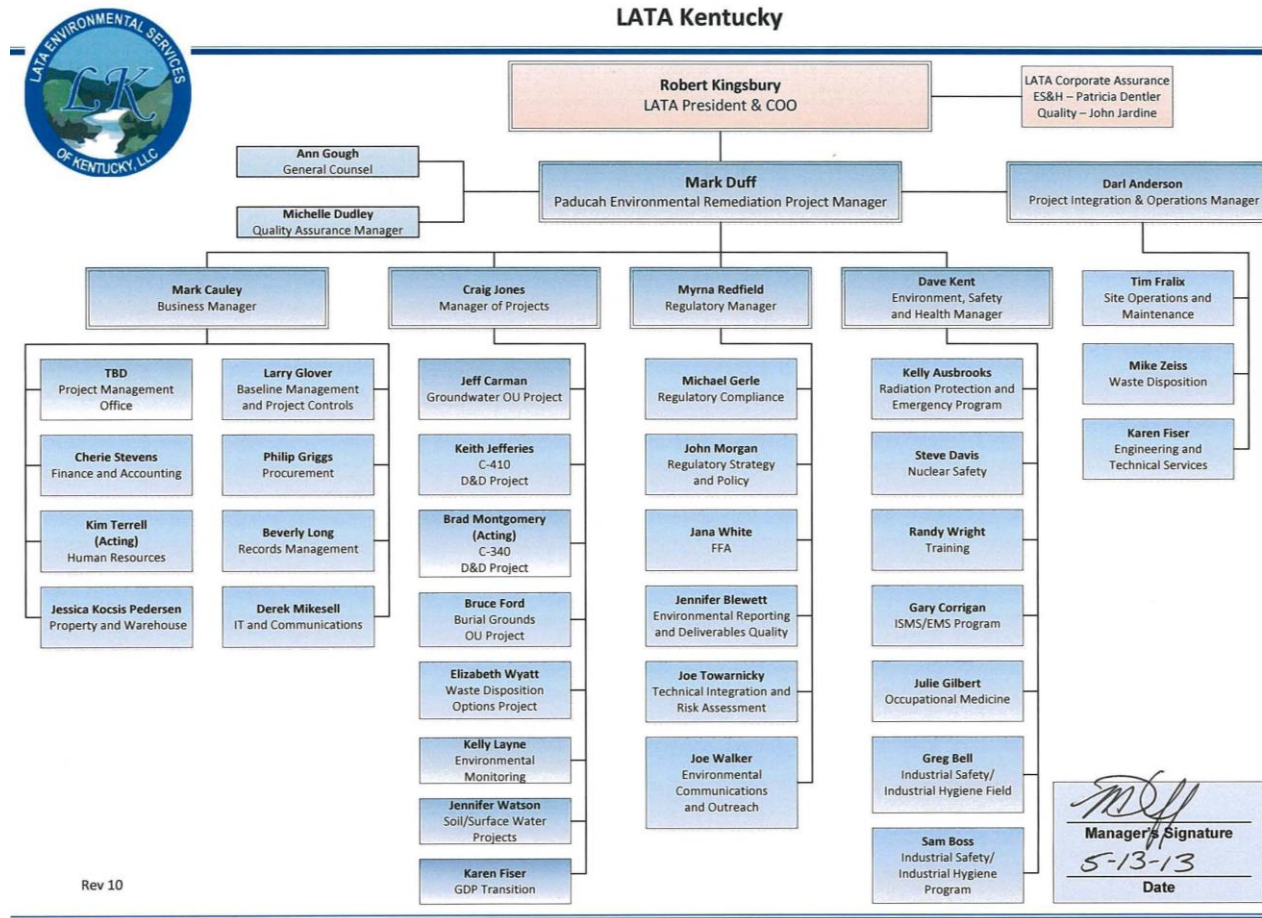 LATA Kentucky
LATA ENVIRONMENTAL SERVICES
LK
OF KENTUCKY, LLC
Robert Kingsbury
LATA President & COO
LATA Corporate Assurance
ES&H – Patricia Dentler
Quality – John Jardine
Ann Gough
General Counsel
Mark Duff
Paducah Environmental Remediation Project Manager
Darl Anderson
Project Integration & Operations Manager
Michelle Dudley
Quality Assurance Manager
Mark Cauley
Business Manager
Craig Jones
Manager of Projects
Myrna Redfield
Regulatory Manager
Dave Kent
Environment, Safety
and Health Manager
TBD
Project Management
Office
Cherie Stevens
Finance and Accounting
Kim Terrell
(Acting)
Human Resources
Jessica Kocsis Pedersen
Property and Warehouse
Larry Glover
Baseline Management
and Project Controls
Philip Griggs
Procurement
Beverly Long
Records Management
Derek Mikesell
IT and Communications
Jeff Carman
Groundwater OU Project
Keith Jefferies
C-410
D&D Project
Brad Montgomery
(Acting)
C-340
D&D Project
Bruce Ford
Burial Grounds
OU Project
Elizabeth Wyatt
Waste Disposition
Options Project
Kelly Layne
Environmental
Monitoring
Jennifer Watson
Soil/Surface Water
Projects
Karen Fiser
GDP Transition
Michael Gerle
Regulatory Compliance
John Morgan
Regulatory Strategy
and Policy
Jana White
FFA
Jennifer Blewett
Environmental Reporting
and Deliverables Quality
Joe Towarnicky
Technical Integration and
Risk Assessment
Joe Walker
Environmental
Communications
and Outreach
Kelly Ausbrooks
Radiation Protection and
Emergency Program
Steve Davis
Nuclear Safety
Randy Wright
Training
Gary Corrigan
ISMS/EMS Program
Julie Gilbert
Occupational Medicine
Greg Bell
Industrial Safety/
Industrial Hygiene Field
Sam Boss
Industrial Safety/
Industrial Hygiene
Program
Tim Fralix
Site Operations and
Maintenance
Mike Zeiss
Waste Disposition
Karen Fiser
Engineering and
Technical Services
Manager's Signature
5-13-13
Date
Rev 10